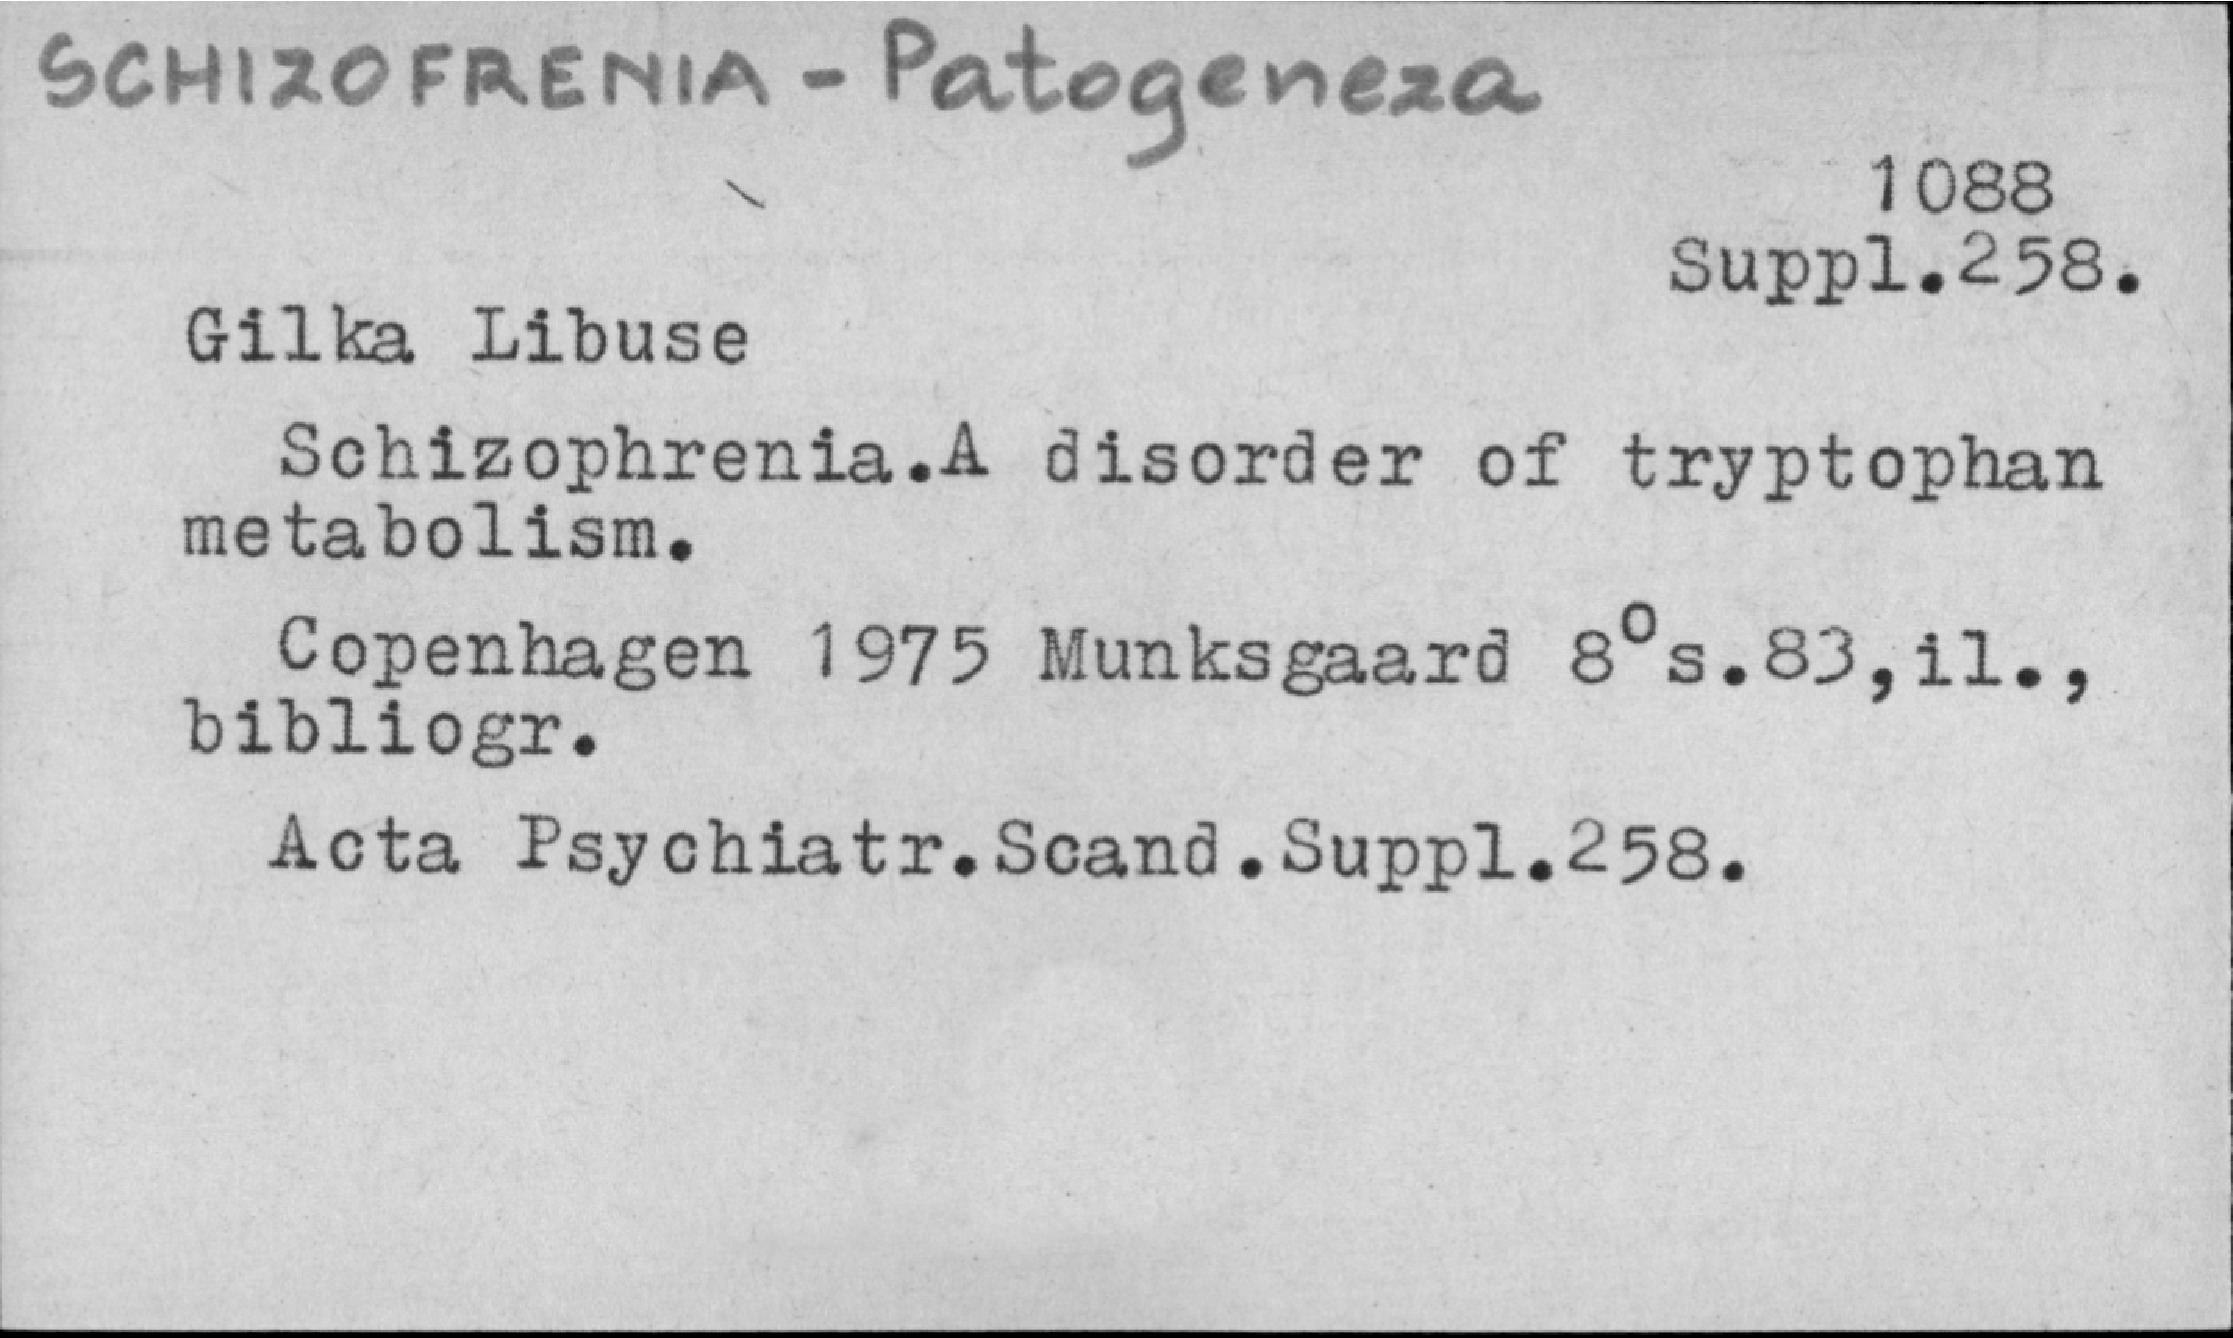 SCHIZOFRENIA - Patogeneza
1088
Suppl.258.
Gilka Libuse
Schizophrenia.A disorder of tryptophan
metabolism.
Copenhagen 1975 Munksgaard 8°s.83,il.,
bibliogr.
Acta Psychiatr.Scand.Suppl.258.